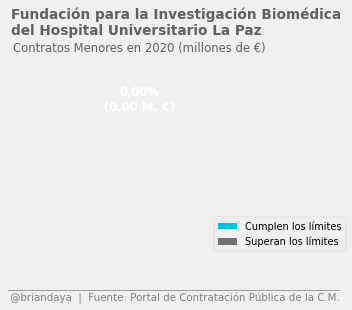 Fundación para la Investigación Biomédica
del Hospital Universitario La Paz
Contratos Menores en 2020 (millones de €)
0,00%
(0,00 M. €)
Cumplen los límites
Superan los límites
@briandaya | Fuente: Portal de Contratación Pública de la C.M.